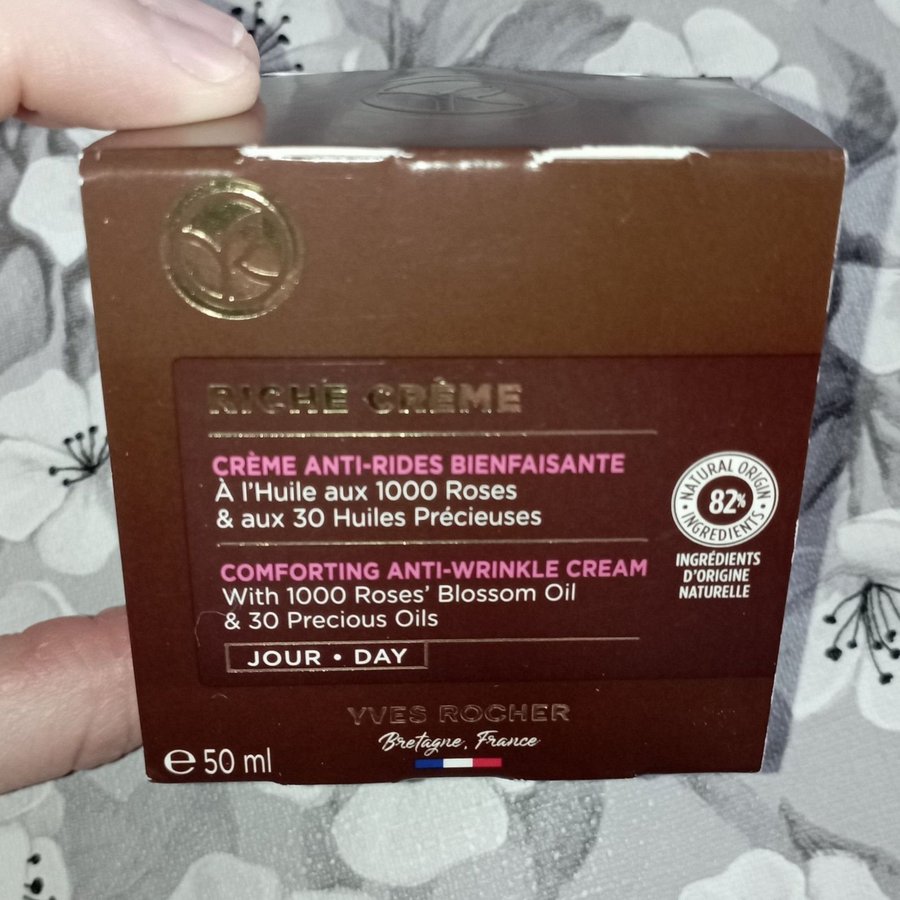 RICHE CRÈME
CRÈME ANTI-RIDES BIENFAISANTE
À l'Huile aux 1000 Roses
& aux 30 Huiles Précieuses
COMFORTING ANTI-WRINKLE CREAM
With 1000 Roses' Blossom Oil
& 30 Precious Oils
JOUR • DAY
NATURAL ORIGIN
82%
INGREDIENTS
INGRÉDIENTS
D'ORIGINE
NATURELLE
YVES ROCHER
Bretagne, France
℮ 50 ml